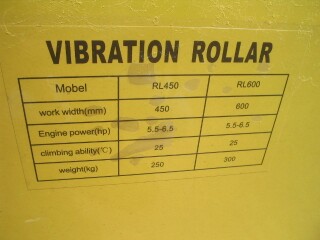 VIBRATION ROLLAR
Mobel RL450 RL600
work width(mm) 450 600
Engine power(hp) 5.5-6.5 5.5-6.5
climbing ability(℃) 25 25
weight(kg) 250 300